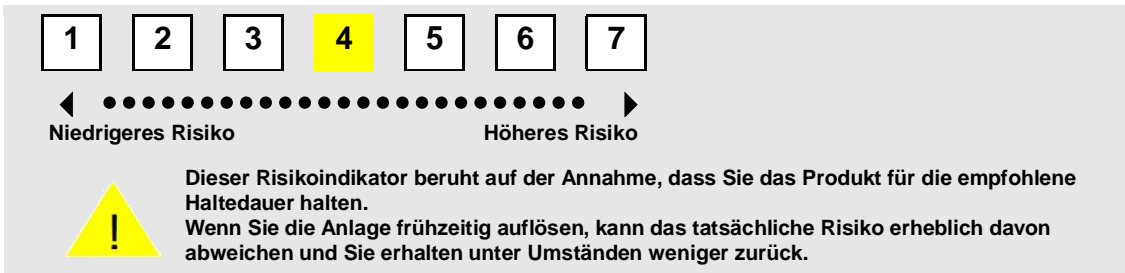 1 2 3 4 5 6 7
Niedrigeres Risiko Höheres Risiko
Dieser Risikoindikator beruht auf der Annahme, dass Sie das Produkt für die empfohlene
Haltedauer halten.
Wenn Sie die Anlage frühzeitig auflösen, kann das tatsächliche Risiko erheblich davon
abweichen und Sie erhalten unter Umständen weniger zurück.
!